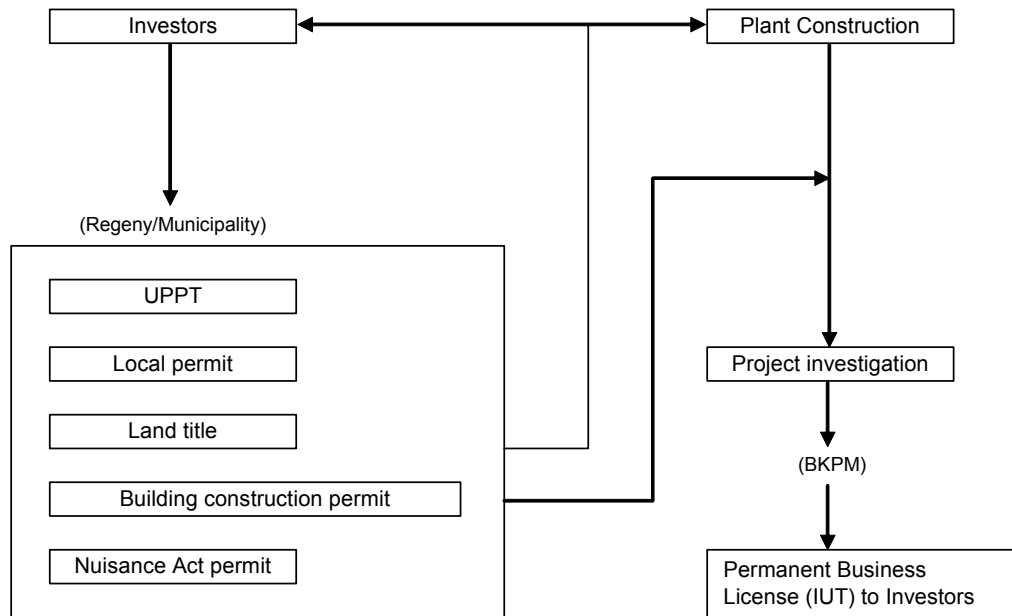 Investors
Plant Construction
(Regeny/Municipality)
UPPT
Local permit
Land title
Building construction permit
Nuisance Act permit
Project investigation
(BKPM)
Permanent Business
License (IUT) to Investors